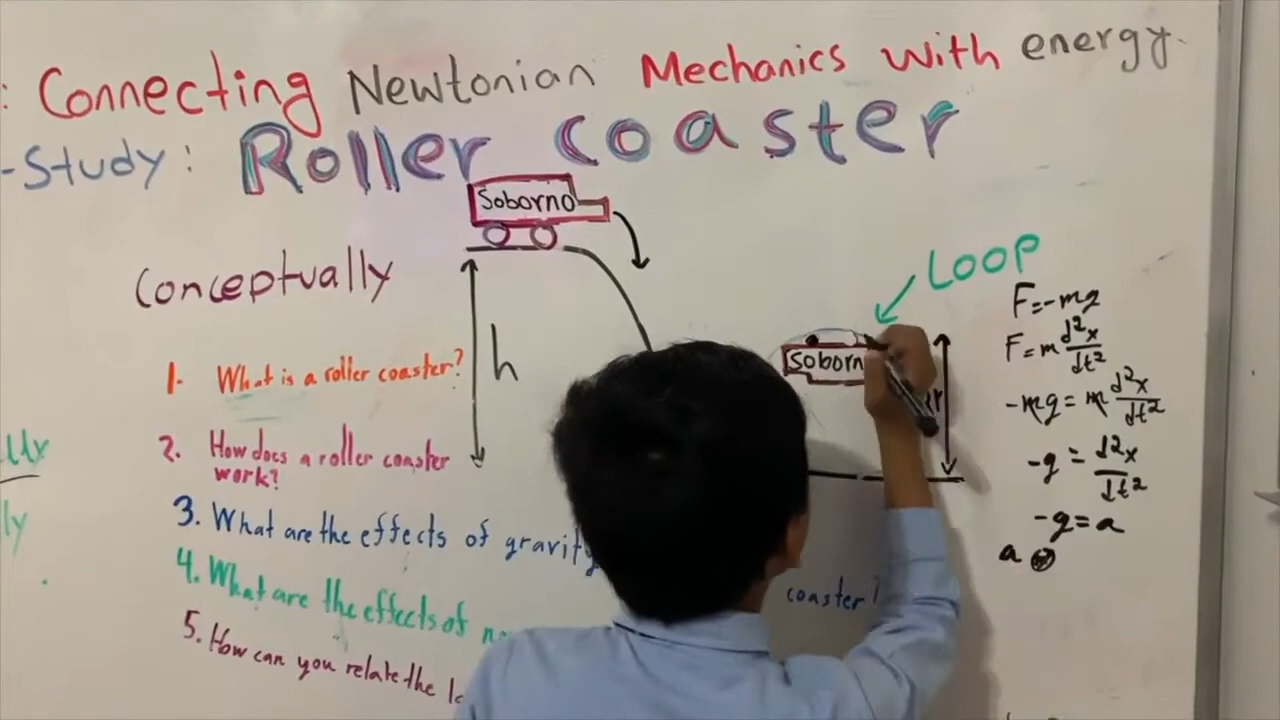 : Connecting Newtonian Mechanics with energy
-Study: Roller coaster
Soborno
Conceptually
LOOP
h
Soborn
r
1. What is a roller coaster?
2. How does a roller coaster
work?
3. What are the effects of gravity
coaster?
4. What are the effects of n
5. How can you relate the l
F=-mg
F=m d²x/dt²
-mg = m d²x/dt²
-g = d²x/dt²
-g=a
a
ly